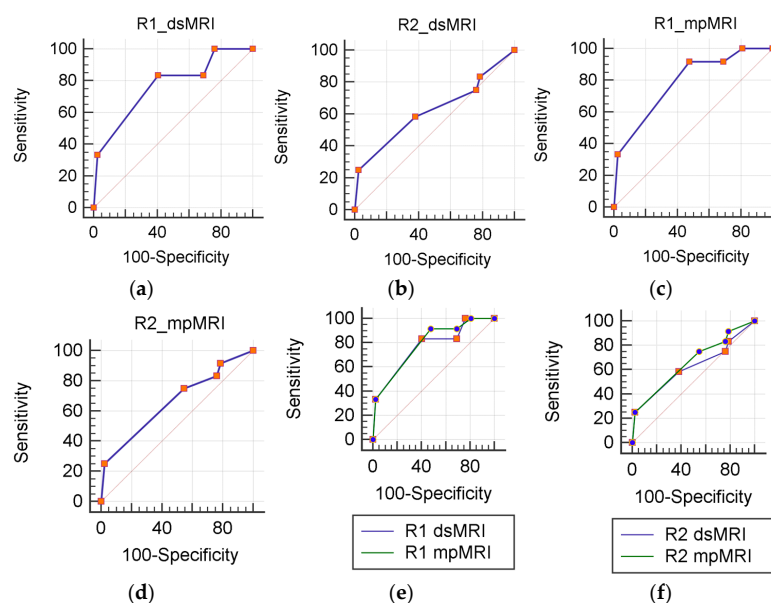 R1_dsMRI
100
80
60
40
20
0
Sensitivity
0
80
100-Specificity
(a)
R2_dsMRI
100
80
60
40
20
0
Sensitivity
0
40
80
100-Specificity
(b)
R1_mpMRI
100
80
60
40
20
0
Sensitivity
0
80
100-Specificity
(c)
R2_mpMRI
100
80
60
40
20
0
Sensitivity
0
40
80
100-Specificity
(d)
100
80
60
40
20
0
Sensitivity
0
40
80
100-Specificity
R1 dsMRI
R1 mpMRI
(e)
100
80
60
40
20
0
Sensitivity
0
40
80
100-Specificity
R2 dsMRI
R2 mpMRI
(f)